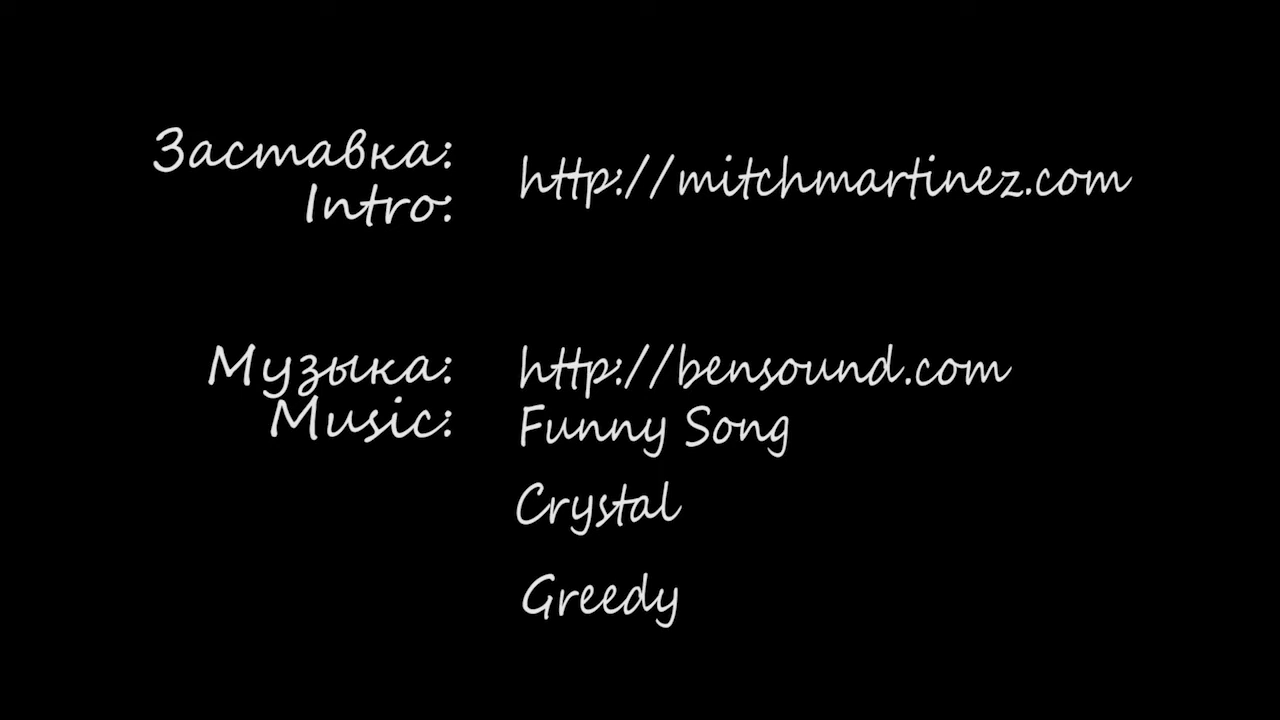 Заставка:
Intro:
http://mitchmartinez.com
Музыка:
Music:
http://bensound.com
Funny Song
Crystal
Greedy